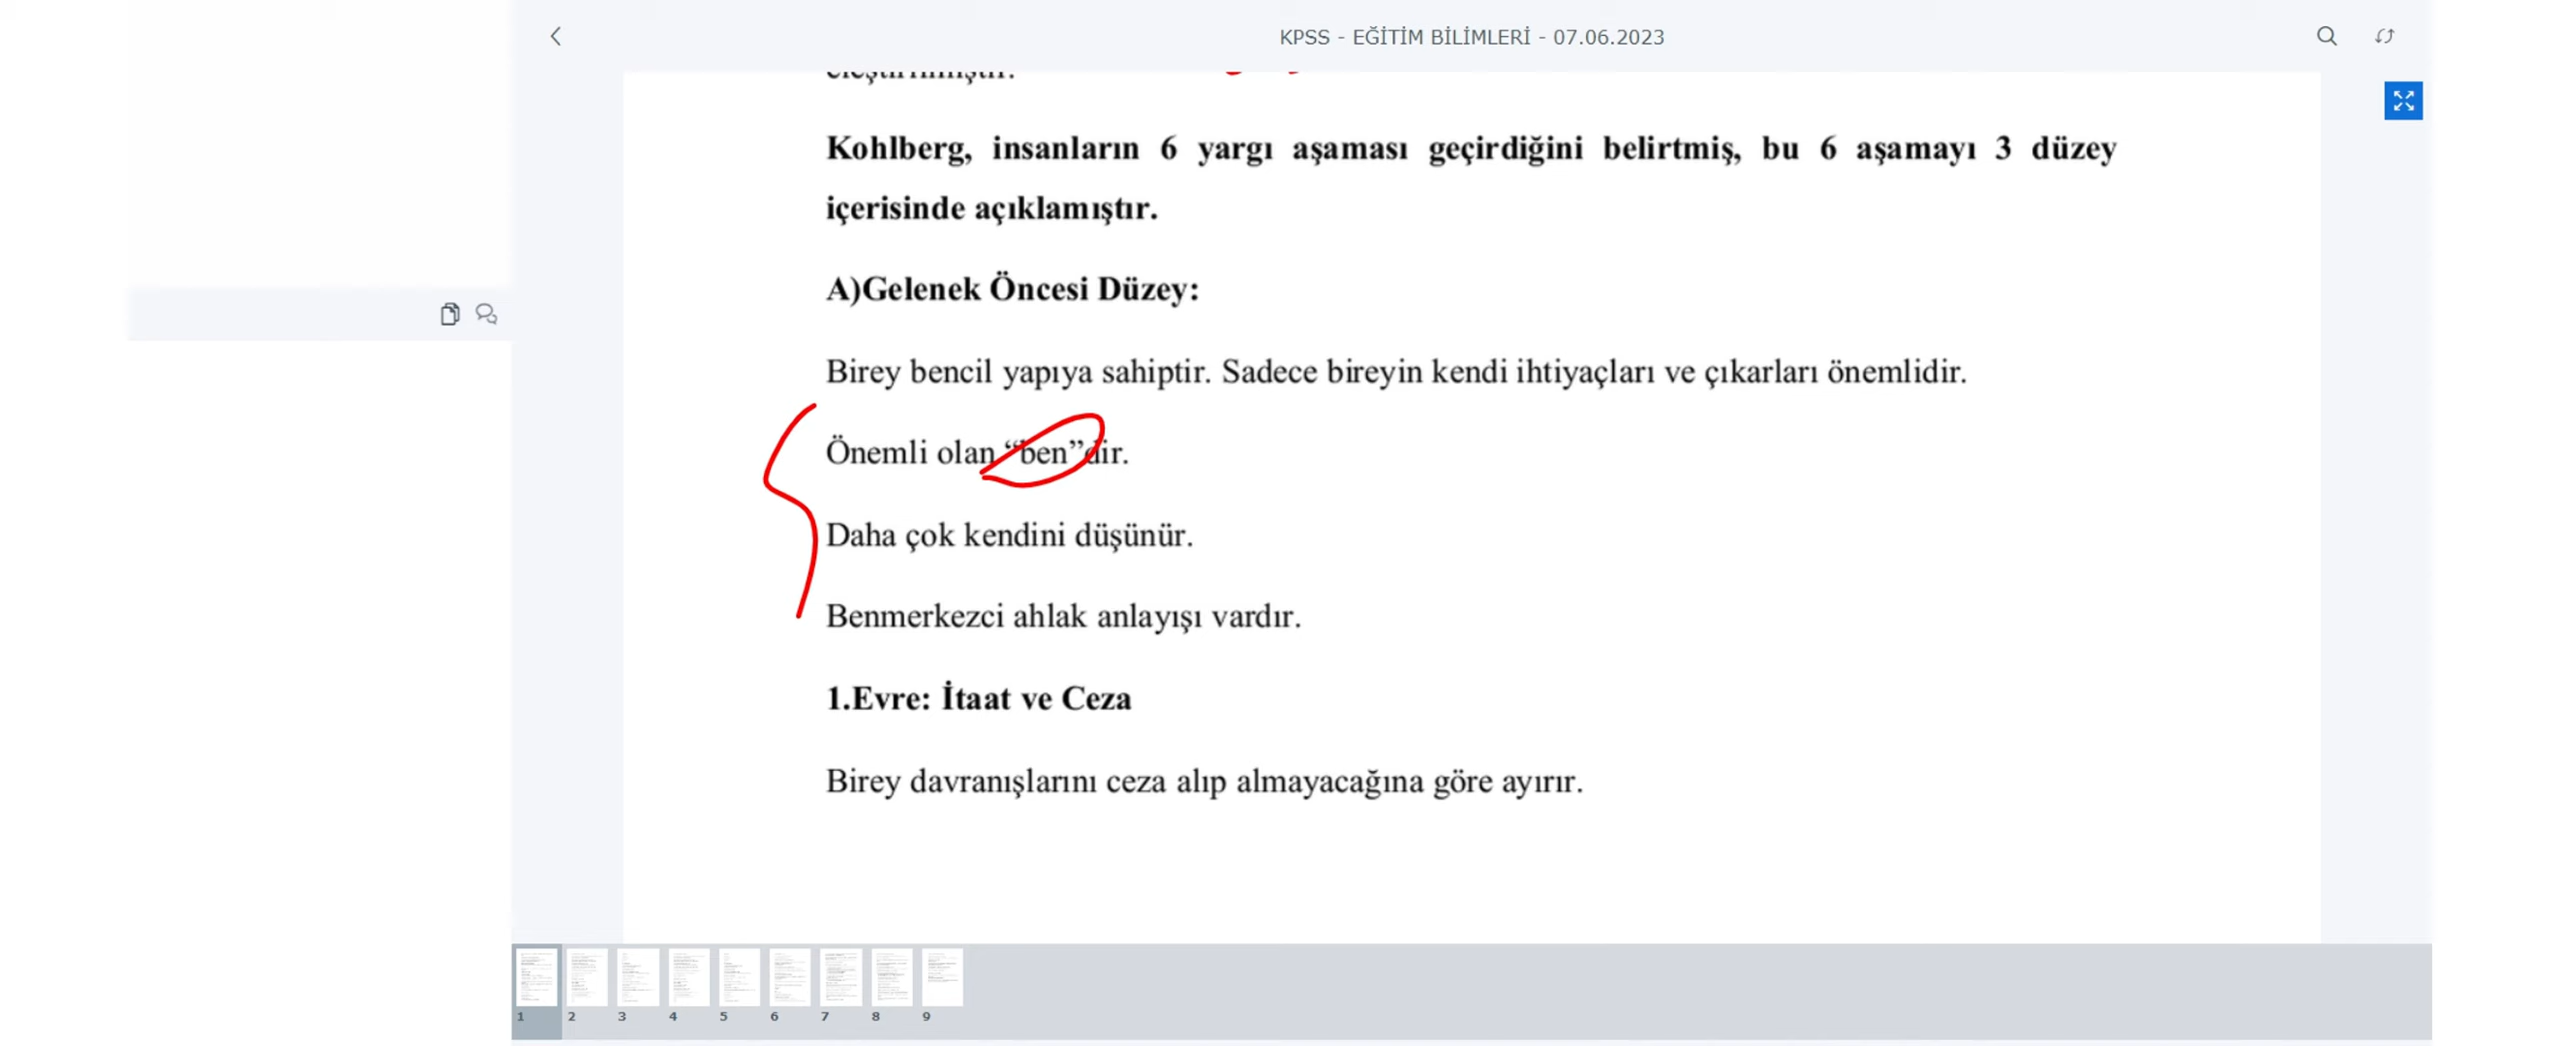 KPSS - EĞİTİM BİLİMLERİ - 07.06.2023
eleştirilmiştir.
Kohlberg, insanların 6 yargı aşaması geçirdiğini belirtmiş, bu 6 aşamayı 3 düzey
içerisinde açıklamıştır.
A)Gelenek Öncesi Düzey:
Birey bencil yapıya sahiptir. Sadece bireyin kendi ihtiyaçları ve çıkarları önemlidir.
Önemli olan “ben”dir.
Daha çok kendini düşünür.
Benmerkezci ahlak anlayışı vardır.
1.Evre: İtaat ve Ceza
Birey davranışlarını ceza alıp almayacağına göre ayırır.
1 2 3 4 5 6 7 8 9